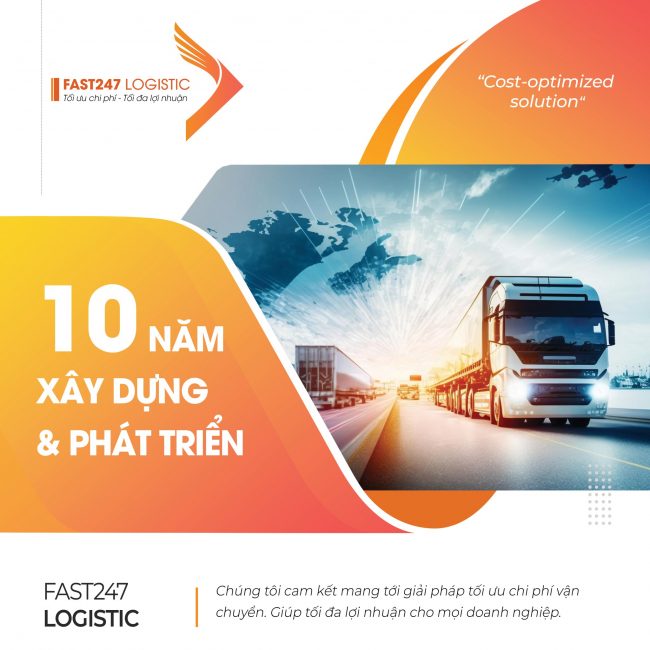 FAST247 LOGISTIC
Tối ưu chi phí - Tối đa lợi nhuận
“Cost-optimized
solution“
10 NĂM
XÂY DỰNG
& PHÁT TRIỂN
FAST247
LOGISTIC
Chúng tôi cam kết mang tới giải pháp tối ưu chi phí vận
chuyển. Giúp tối đa lợi nhuận cho mọi doanh nghiệp.